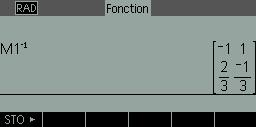 RAD Fonction
M1⁻¹ [-1 1
2/3 -1/3]
STO ▸